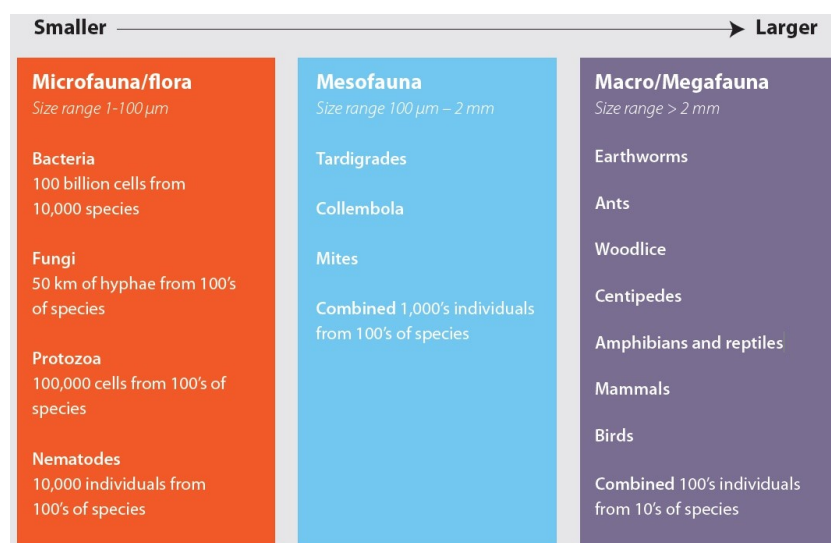 Smaller
Larger
Microfauna/flora
Size range 1-100 μm
Bacteria
100 billion cells from
10,000 species
Fungi
50 km of hyphae from 100’s
of species
Protozoa
100,000 cells from 100’s of
species
Nematodes
10,000 individuals from
100’s of species
Mesofauna
Size range 100 μm – 2 mm
Tardigrades
Collembola
Mites
Combined 1,000’s individuals
from 100’s of species
Macro/Megafauna
Size range > 2 mm
Earthworms
Ants
Woodlice
Centipedes
Amphibians and reptiles
Mammals
Birds
Combined 100’s individuals
from 10’s of species